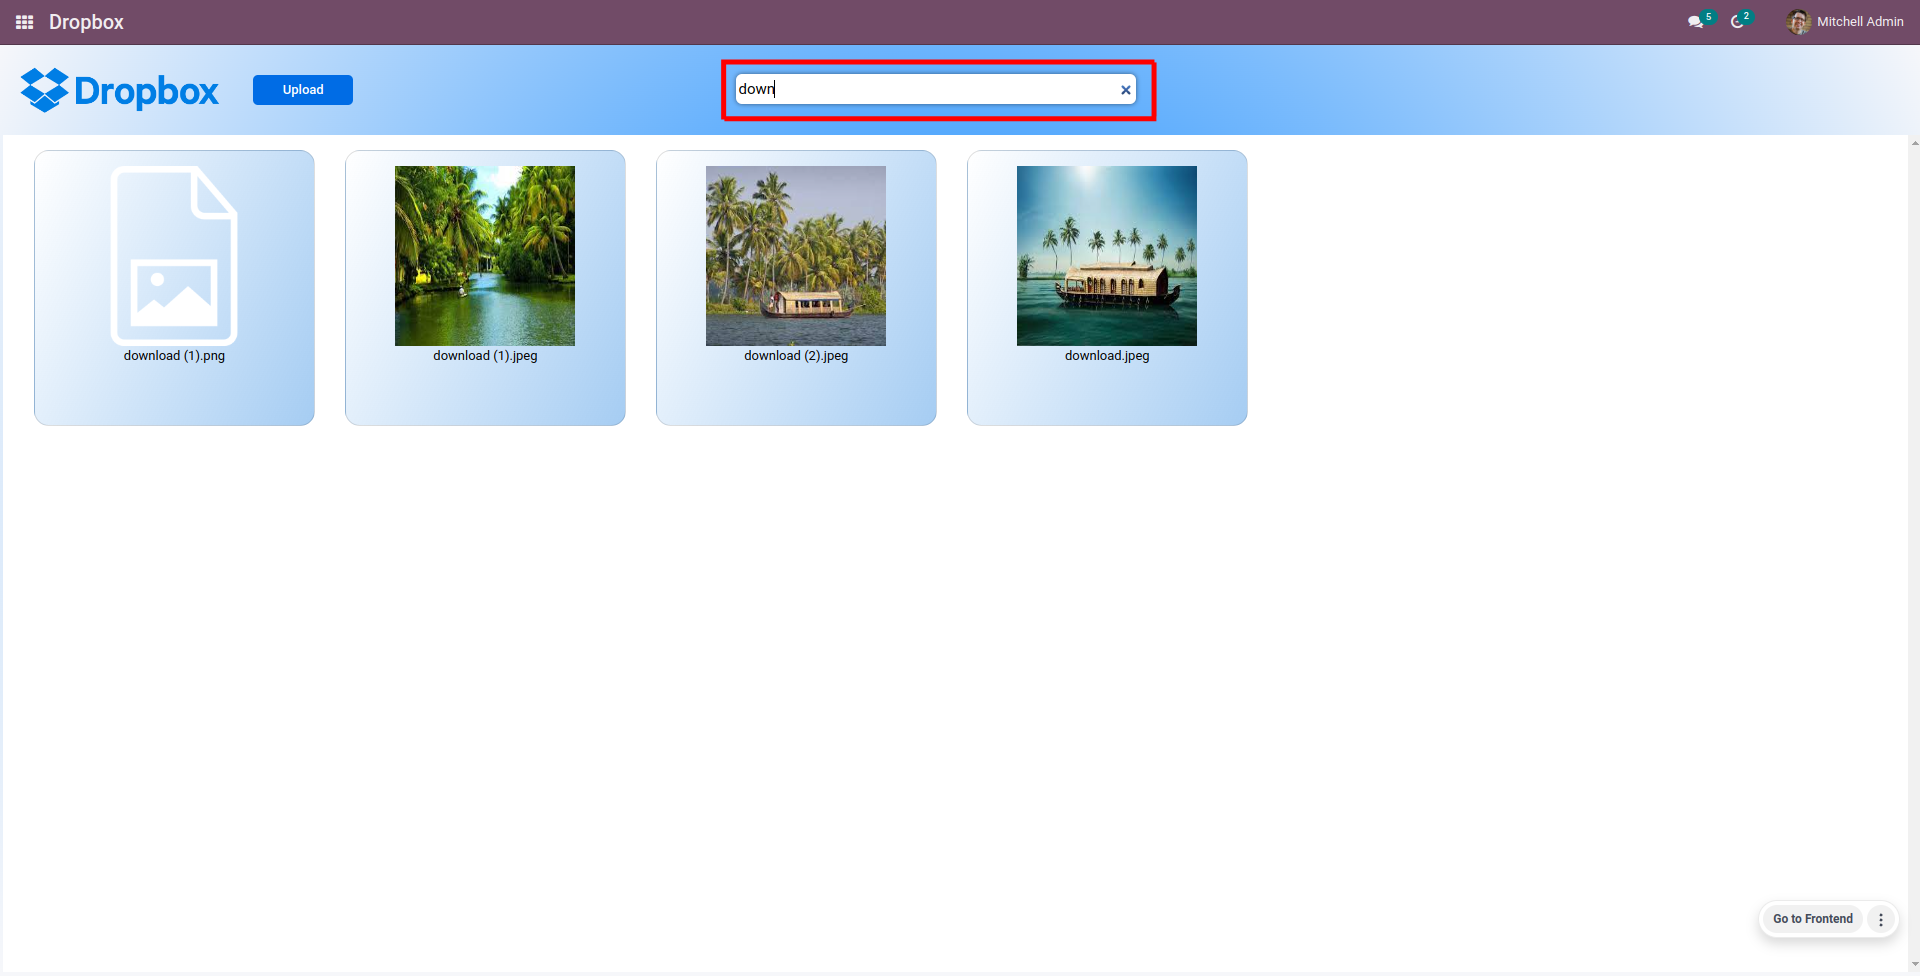 Dropbox
5
2
Mitchell Admin
Dropbox
Upload
down
download (1).png
download (1).jpeg
download (2).jpeg
download.jpeg
Go to Frontend